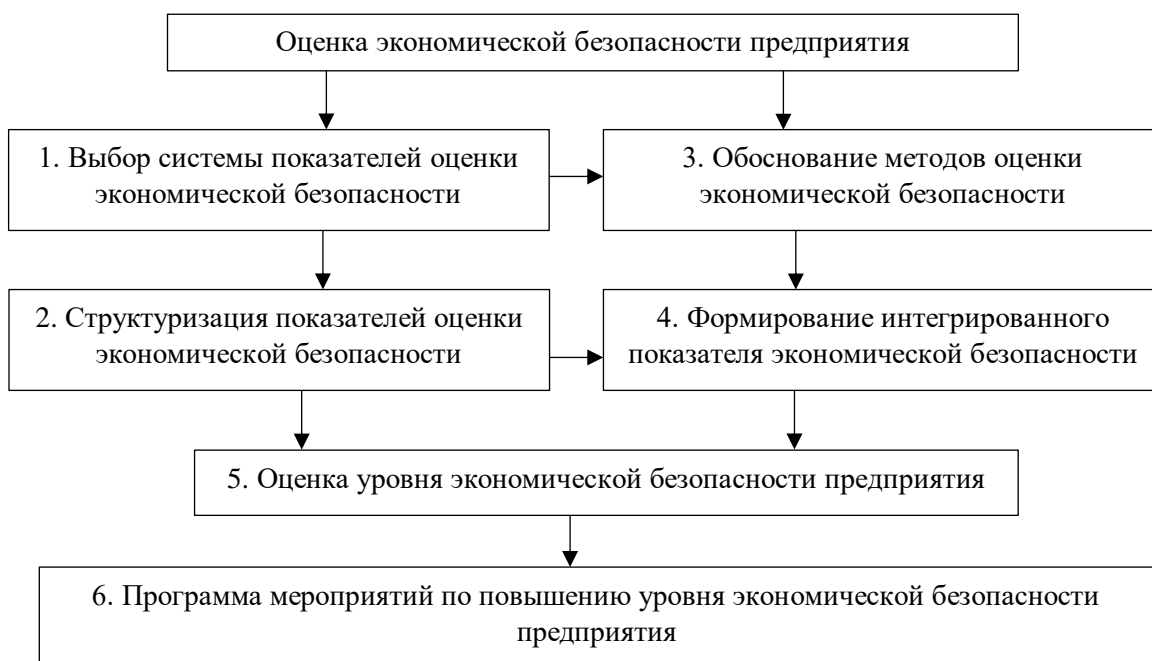 Оценка экономической безопасности предприятия
1. Выбор системы показателей оценки
экономической безопасности
3. Обоснование методов оценки
экономической безопасности
2. Структуризация показателей оценки
экономической безопасности
4. Формирование интегрированного
показателя экономической безопасности
5. Оценка уровня экономической безопасности предприятия
6. Программа мероприятий по повышению уровня экономической безопасности
предприятия